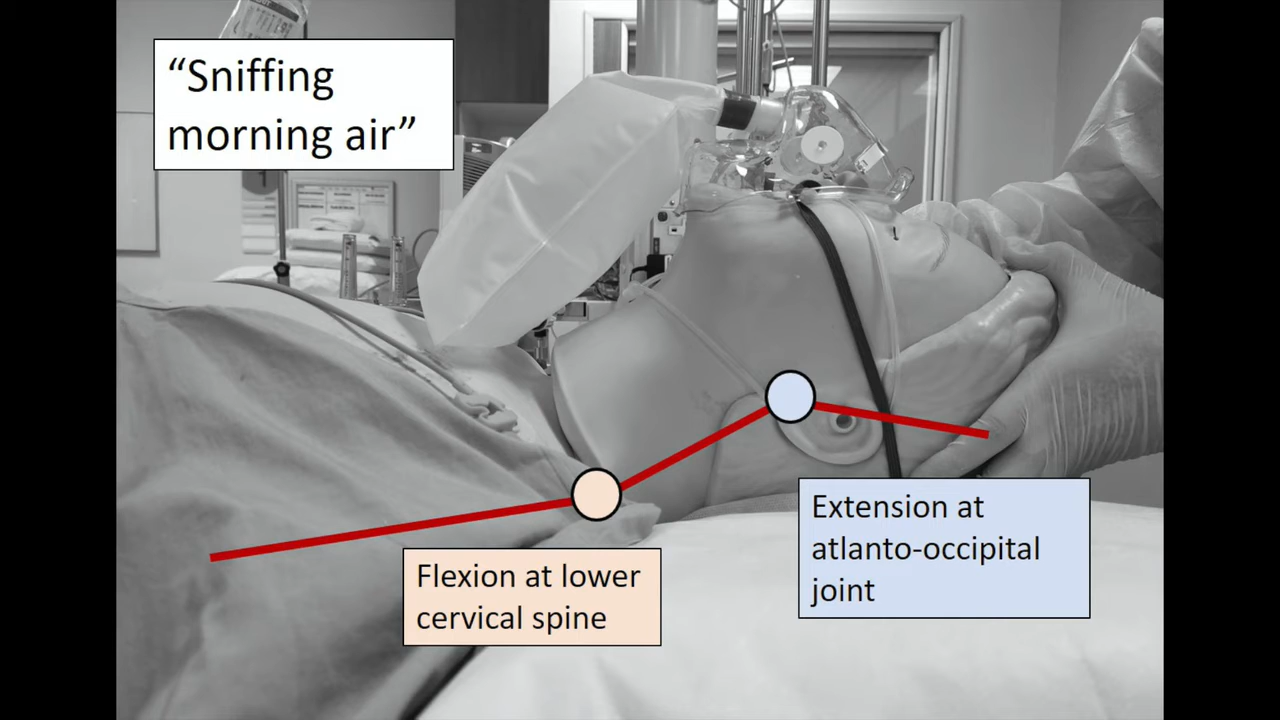 “Sniffing
morning air”
Flexion at lower
cervical spine
Extension at
atlanto-occipital
joint